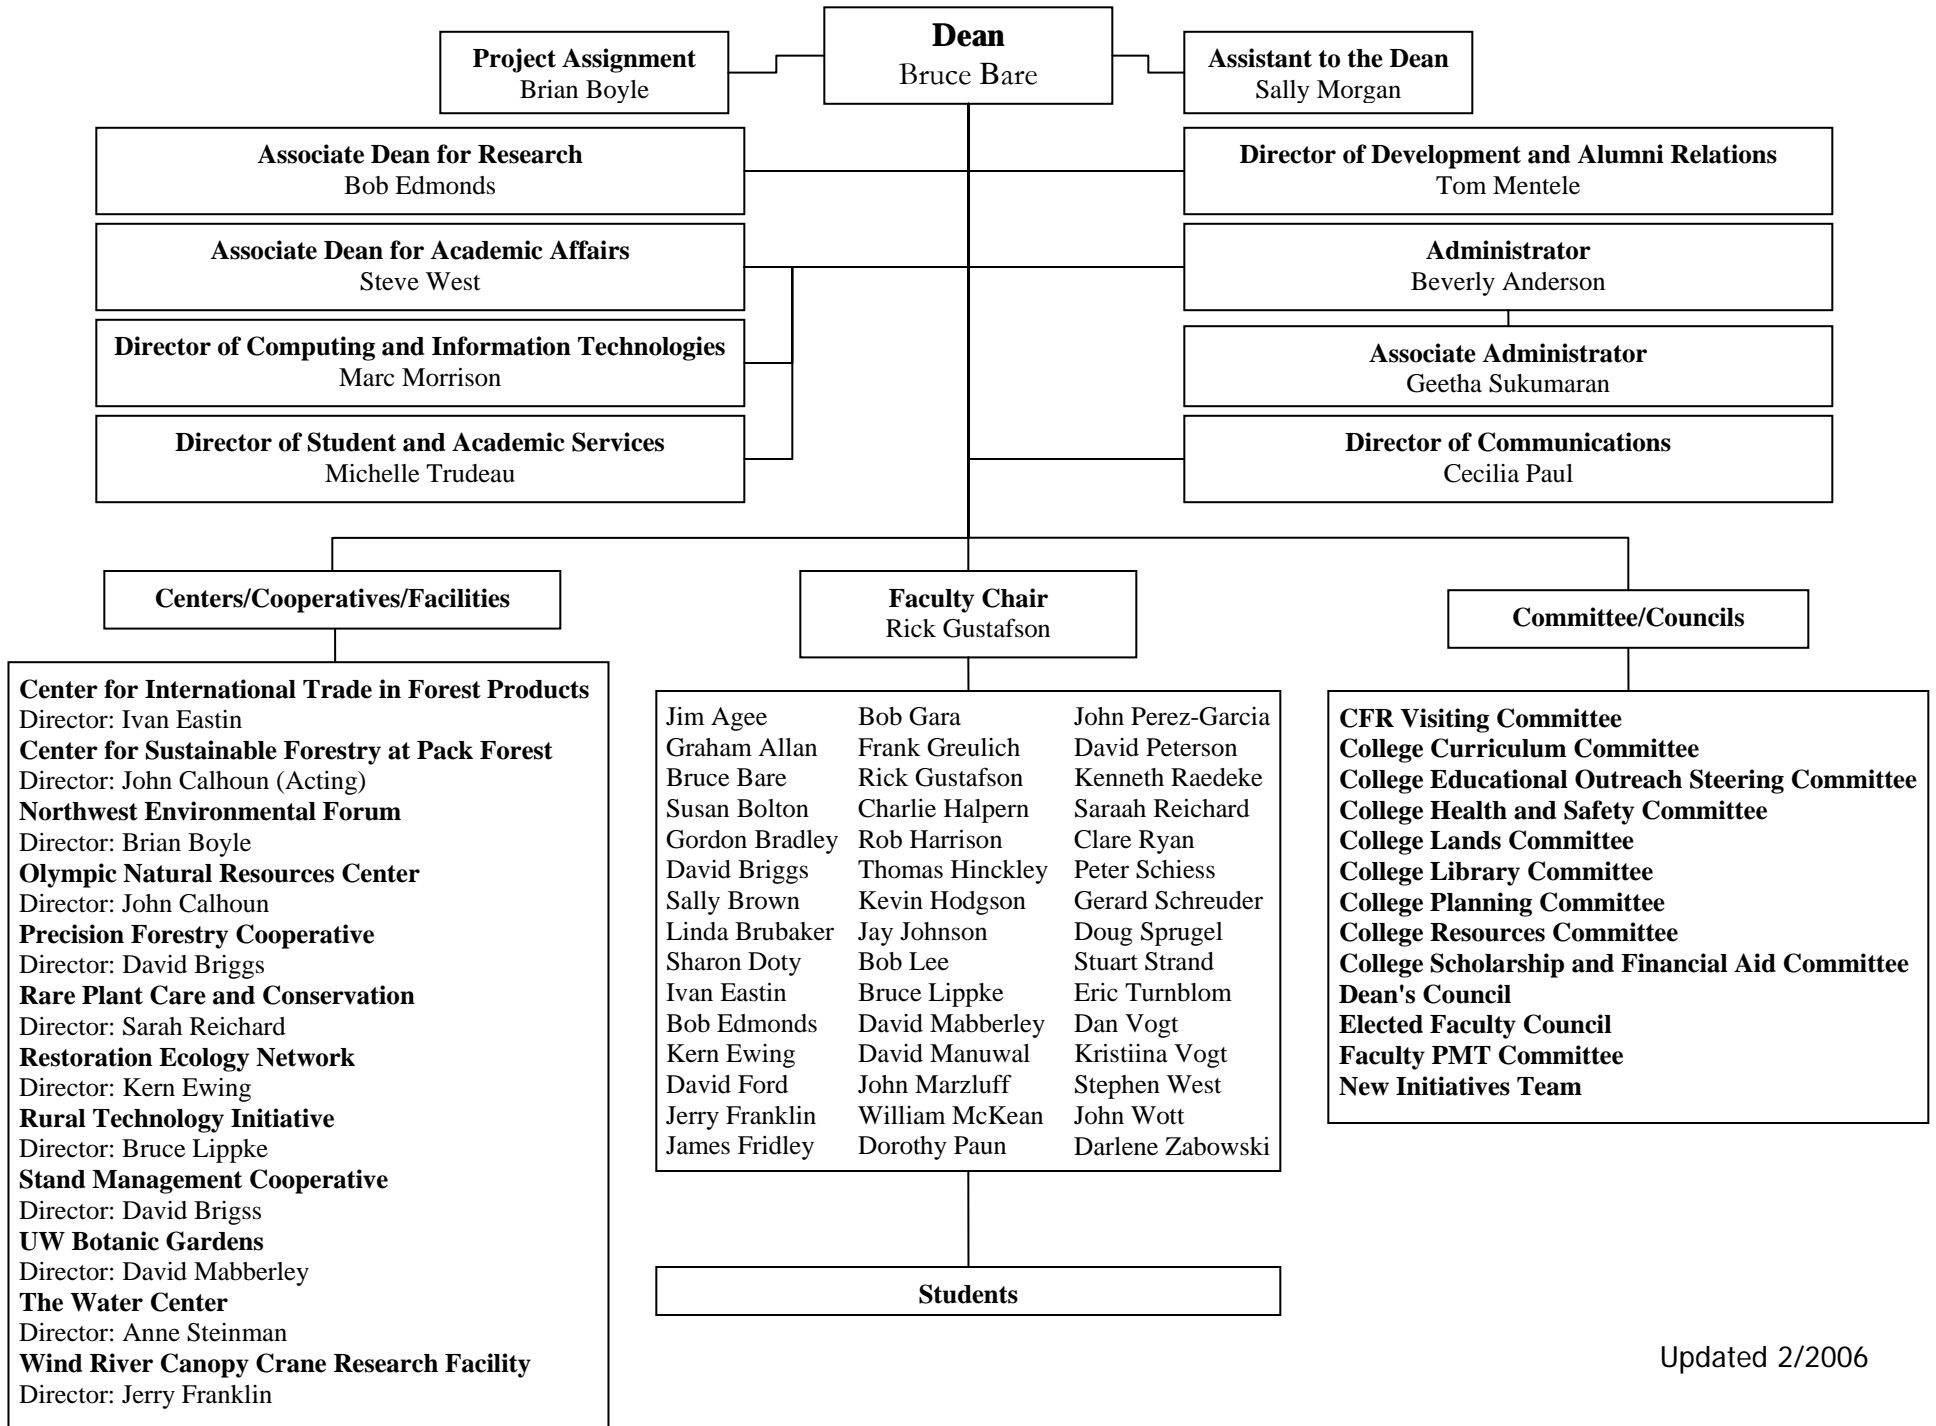 Dean
Bruce Bare
Project Assignment
Brian Boyle
Assistant to the Dean
Sally Morgan
Associate Dean for Research
Bob Edmonds
Director of Development and Alumni Relations
Tom Mentele
Associate Dean for Academic Affairs
Steve West
Administrator
Beverly Anderson
Director of Computing and Information Technologies
Marc Morrison
Associate Administrator
Geetha Sukumaran
Director of Student and Academic Services
Michelle Trudeau
Director of Communications
Cecilia Paul
Centers/Cooperatives/Facilities
Center for International Trade in Forest Products
Director: Ivan Eastin
Center for Sustainable Forestry at Pack Forest
Director: John Calhoun (Acting)
Northwest Environmental Forum
Director: Brian Boyle
Olympic Natural Resources Center
Director: John Calhoun
Precision Forestry Cooperative
Director: David Briggs
Rare Plant Care and Conservation
Director: Sarah Reichard
Restoration Ecology Network
Director: Kern Ewing
Rural Technology Initiative
Director: Bruce Lippke
Stand Management Cooperative
Director: David Brigss
UW Botanic Gardens
Director: David Mabberley
The Water Center
Director: Anne Steinman
Wind River Canopy Crane Research Facility
Director: Jerry Franklin
Faculty Chair
Rick Gustafson
Jim Agee
Graham Allan
Bruce Bare
Susan Bolton
Gordon Bradley
David Briggs
Sally Brown
Linda Brubaker
Sharon Doty
Ivan Eastin
Bob Edmonds
Kern Ewing
David Ford
Jerry Franklin
James Fridley
Bob Gara
Frank Greulich
Rick Gustafson
Charlie Halpern
Rob Harrison
Thomas Hinckley
Kevin Hodgson
Jay Johnson
Bob Lee
Bruce Lippke
David Mabberley
David Manuwal
John Marzluff
William McKean
Dorothy Paun
John Perez-Garcia
David Peterson
Kenneth Raedeke
Saraah Reichard
Clare Ryan
Peter Schiess
Gerard Schreuder
Doug Sprugel
Stuart Strand
Eric Turnblom
Dan Vogt
Kristiina Vogt
Stephen West
John Wott
Darlene Zabowski
Students
Committee/Councils
CFR Visiting Committee
College Curriculum Committee
College Educational Outreach Steering Committee
College Health and Safety Committee
College Lands Committee
College Library Committee
College Planning Committee
College Resources Committee
College Scholarship and Financial Aid Committee
Dean's Council
Elected Faculty Council
Faculty PMT Committee
New Initiatives Team
Updated 2/2006